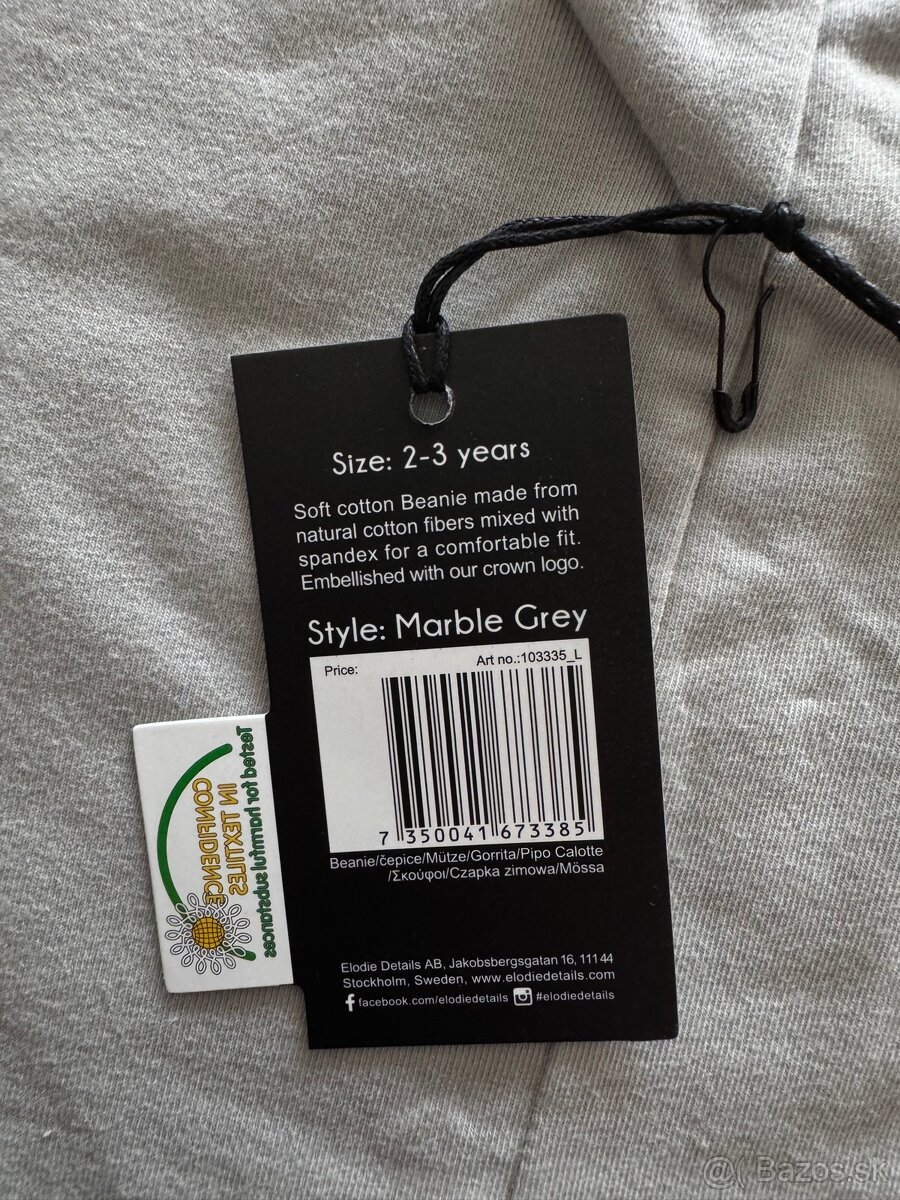 Size: 2-3 years
Soft cotton Beanie made from
natural cotton fibers mixed with
spandex for a comfortable fit.
Embellished with our crown logo.
Style: Marble Grey
Price:
Art no.:103335_L
7 350041 673385
Beanie/čepice/Mütze/Gorrita/Pipo Calotte
/Σκούφοι/Czapka zimowa/Mössa
Elodie Details AB, Jakobsbergsgatan 16, 111 44
Stockholm, Sweden, www.elodiedetails.com
facebook.com/elodiedetails #elodiedetails
CONFIDENCE
IN TEXTILES
Tested for harmful substances
@ Bazos.sk